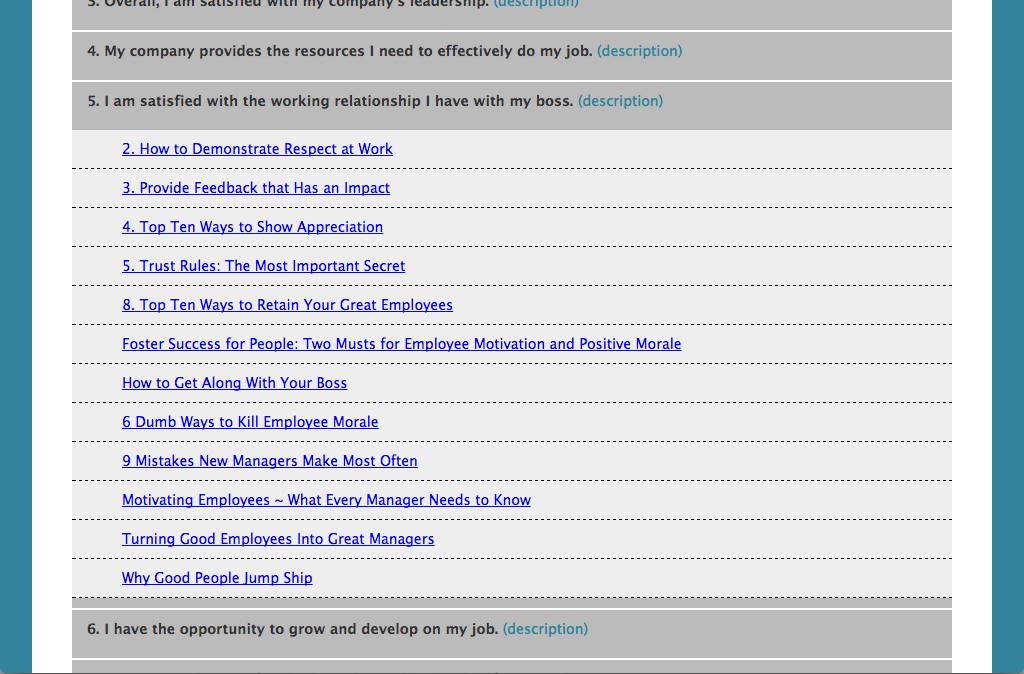 3. Overall, I am satisfied with my company's leadership. (description)
4. My company provides the resources I need to effectively do my job. (description)
5. I am satisfied with the working relationship I have with my boss. (description)
2. How to Demonstrate Respect at Work
3. Provide Feedback that Has an Impact
4. Top Ten Ways to Show Appreciation
5. Trust Rules: The Most Important Secret
8. Top Ten Ways to Retain Your Great Employees
Foster Success for People: Two Musts for Employee Motivation and Positive Morale
How to Get Along With Your Boss
6 Dumb Ways to Kill Employee Morale
9 Mistakes New Managers Make Most Often
Motivating Employees ~ What Every Manager Needs to Know
Turning Good Employees Into Great Managers
Why Good People Jump Ship
6. I have the opportunity to grow and develop on my job. (description)